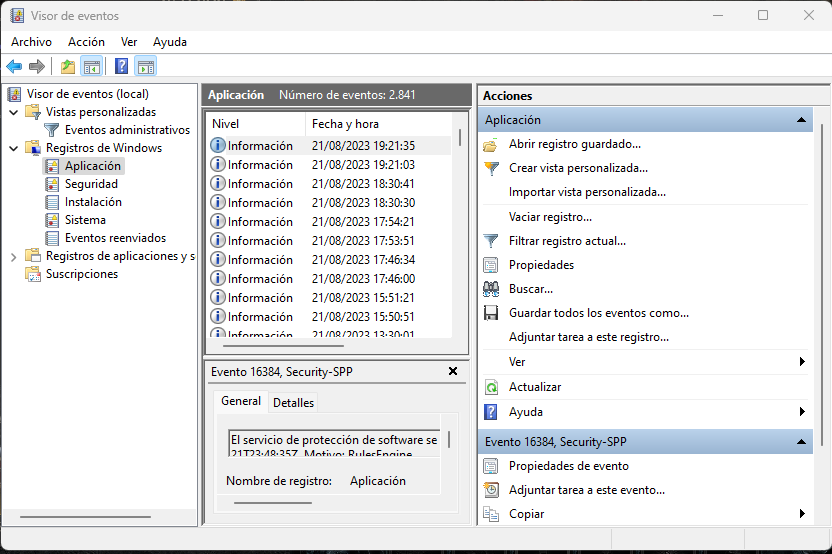 Visor de eventos
Archivo Acción Ver Ayuda
Visor de eventos (local)
Vistas personalizadas
Eventos administrativos
Registros de Windows
Aplicación
Seguridad
Instalación
Sistema
Eventos reenviados
Registros de aplicaciones y s
Suscripciones
Aplicación Número de eventos: 2.841
Nivel Fecha y hora
Información 21/08/2023 19:21:35
Información 21/08/2023 19:21:03
Información 21/08/2023 18:30:41
Información 21/08/2023 18:30:30
Información 21/08/2023 17:54:21
Información 21/08/2023 17:53:51
Información 21/08/2023 17:46:34
Información 21/08/2023 17:46:00
Información 21/08/2023 15:51:21
Información 21/08/2023 15:50:51
Información 21/08/2023 13:30:01
Evento 16384, Security-SPP
General Detalles
El servicio de protección de software se
21T23:48:35Z. Motivo: RulesEngine.
Nombre de registro: Aplicación
Acciones
Aplicación
Abrir registro guardado...
Crear vista personalizada...
Importar vista personalizada...
Vaciar registro...
Filtrar registro actual...
Propiedades
Buscar...
Guardar todos los eventos como...
Adjuntar tarea a este registro...
Ver
Actualizar
Ayuda
Evento 16384, Security-SPP
Propiedades de evento
Adjuntar tarea a este evento...
Copiar